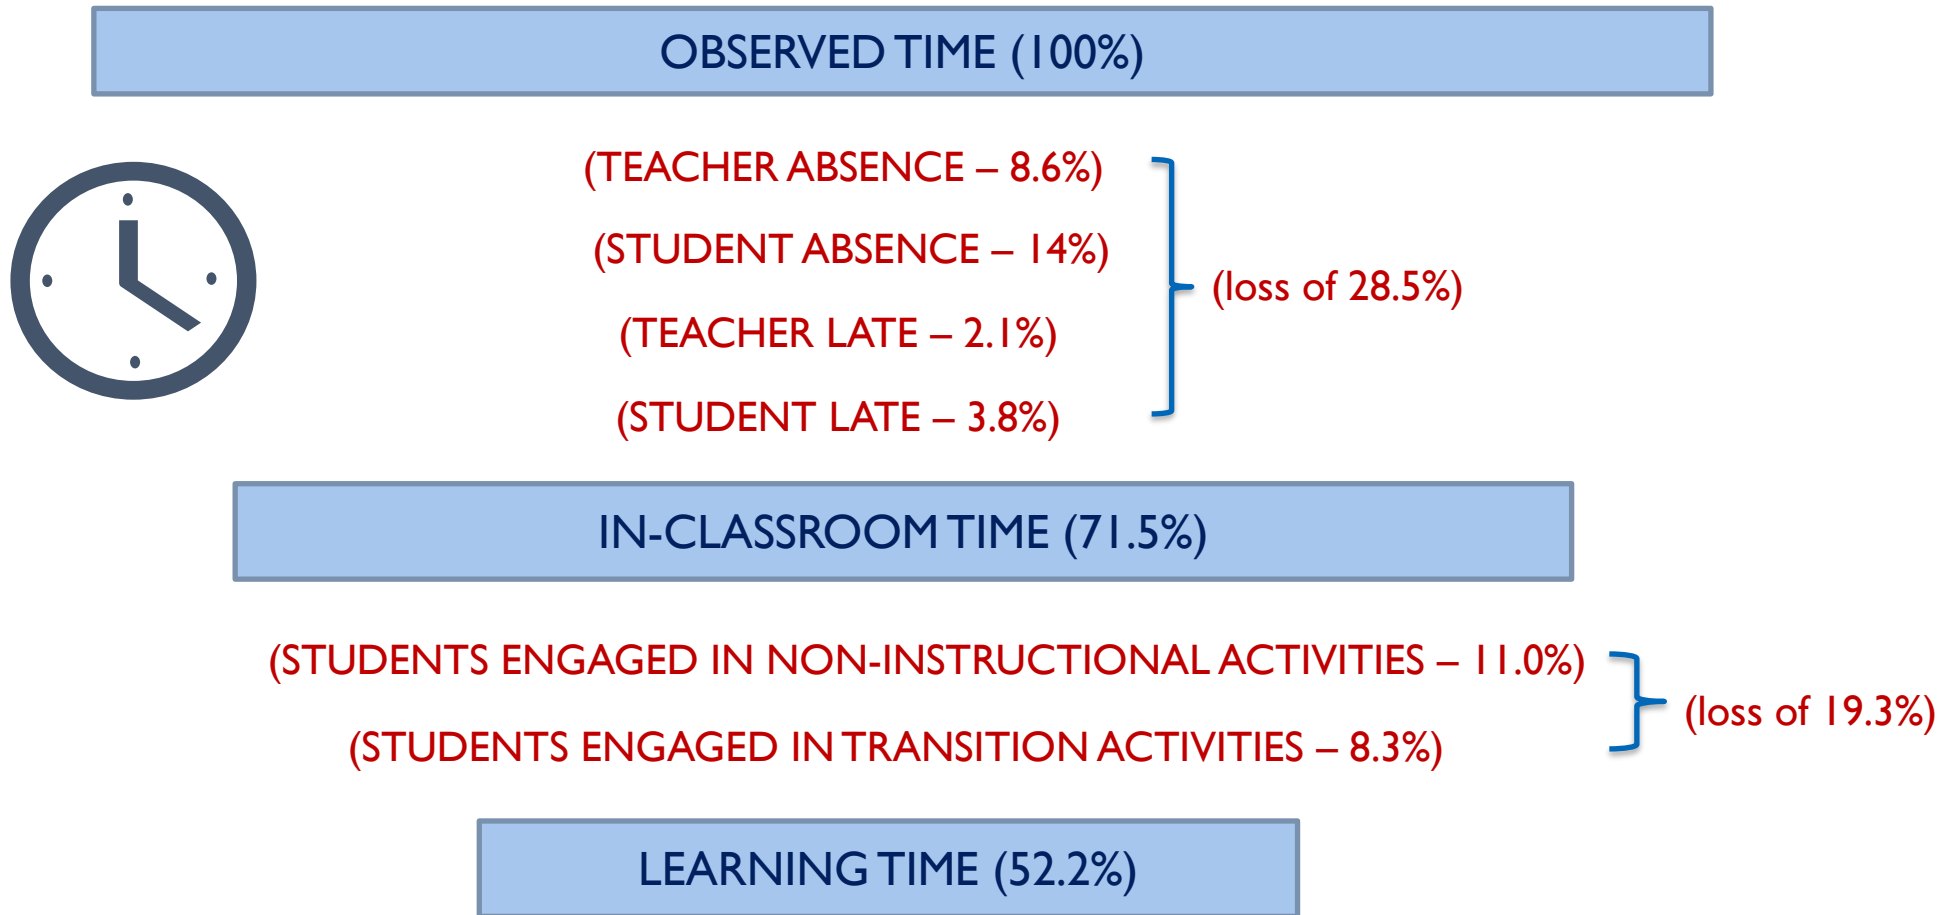 OBSERVED TIME (100%)
(TEACHER ABSENCE – 8.6%)
(STUDENT ABSENCE – 14%)
(loss of 28.5%)
(TEACHER LATE – 2.1%)
(STUDENT LATE – 3.8%)
IN-CLASSROOM TIME (71.5%)
(STUDENTS ENGAGED IN NON-INSTRUCTIONAL ACTIVITIES – 11.0%)
(loss of 19.3%)
(STUDENTS ENGAGED IN TRANSITION ACTIVITIES – 8.3%)
LEARNING TIME (52.2%)